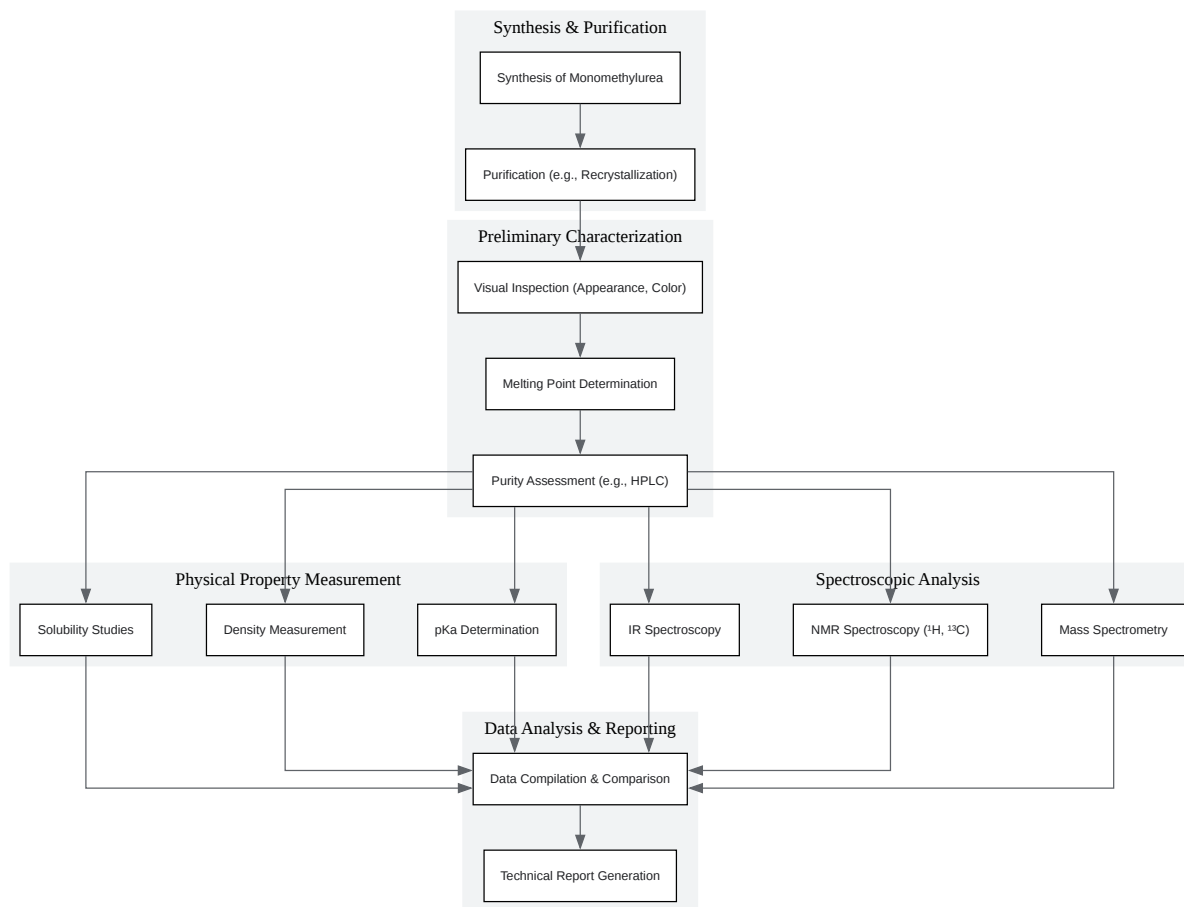 Synthesis & Purification
Synthesis of Monomethylurea
Purification (e.g., Recrystallization)
Preliminary Characterization
Visual Inspection (Appearance, Color)
Melting Point Determination
Purity Assessment (e.g., HPLC)
Physical Property Measurement
Spectroscopic Analysis
Solubility Studies
Density Measurement
pKa Determination
IR Spectroscopy
NMR Spectroscopy (¹H, ¹³C)
Mass Spectrometry
Data Analysis & Reporting
Data Compilation & Comparison
Technical Report Generation